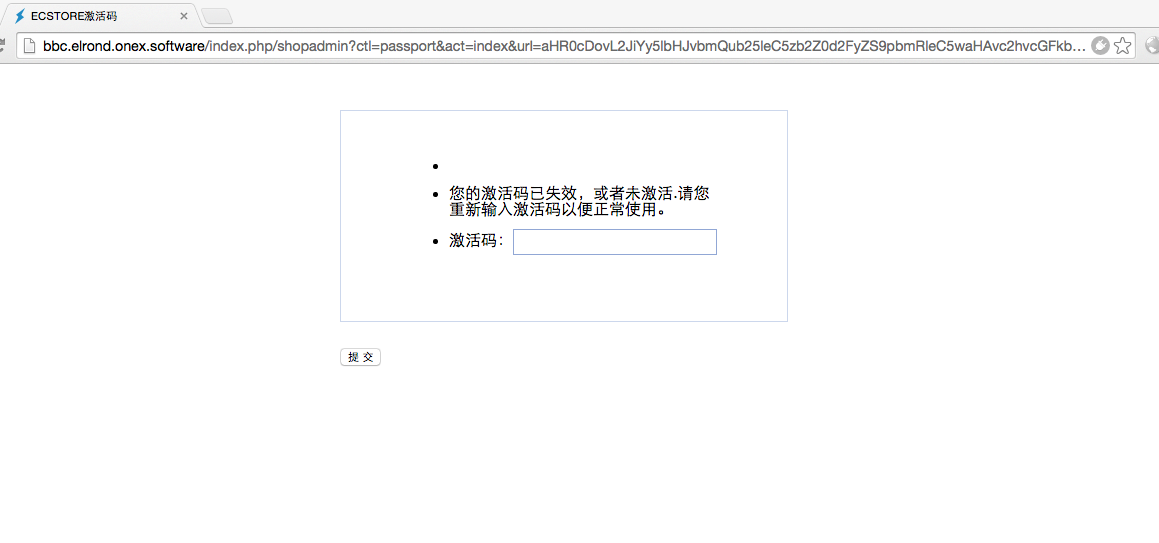 ECSTORE激活码
bbc.elrond.onex.software/index.php/shopadmin?ctl=passport&act=index&url=aHR0cDovL2JiYy5lbHJvbmQub25leC5zb2Z0d2FyZS9pbmRleC5waHAvc2hvcGFkb...
您的激活码已失效，或者未激活.请您
重新输入激活码以便正常使用。
激活码：
提 交